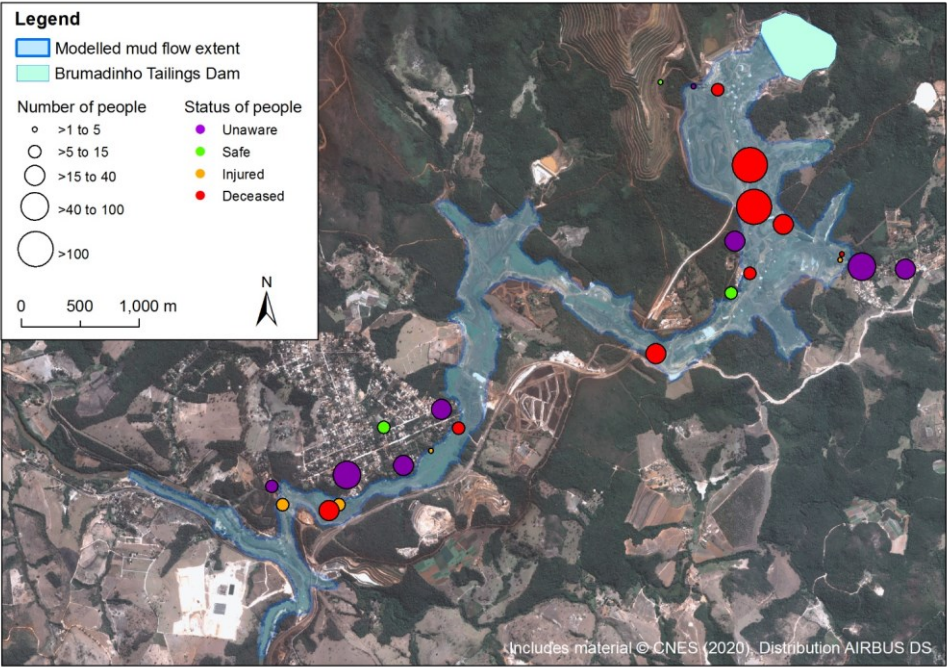 Legend
Modelled mud flow extent
Brumadinho Tailings Dam
Number of people
>1 to 5
>5 to 15
>15 to 40
>40 to 100
>100
Status of people
Unaware
Safe
Injured
Deceased
0 500 1,000 m
N
Includes material © CNES (2020), Distribution AIRBUS DS